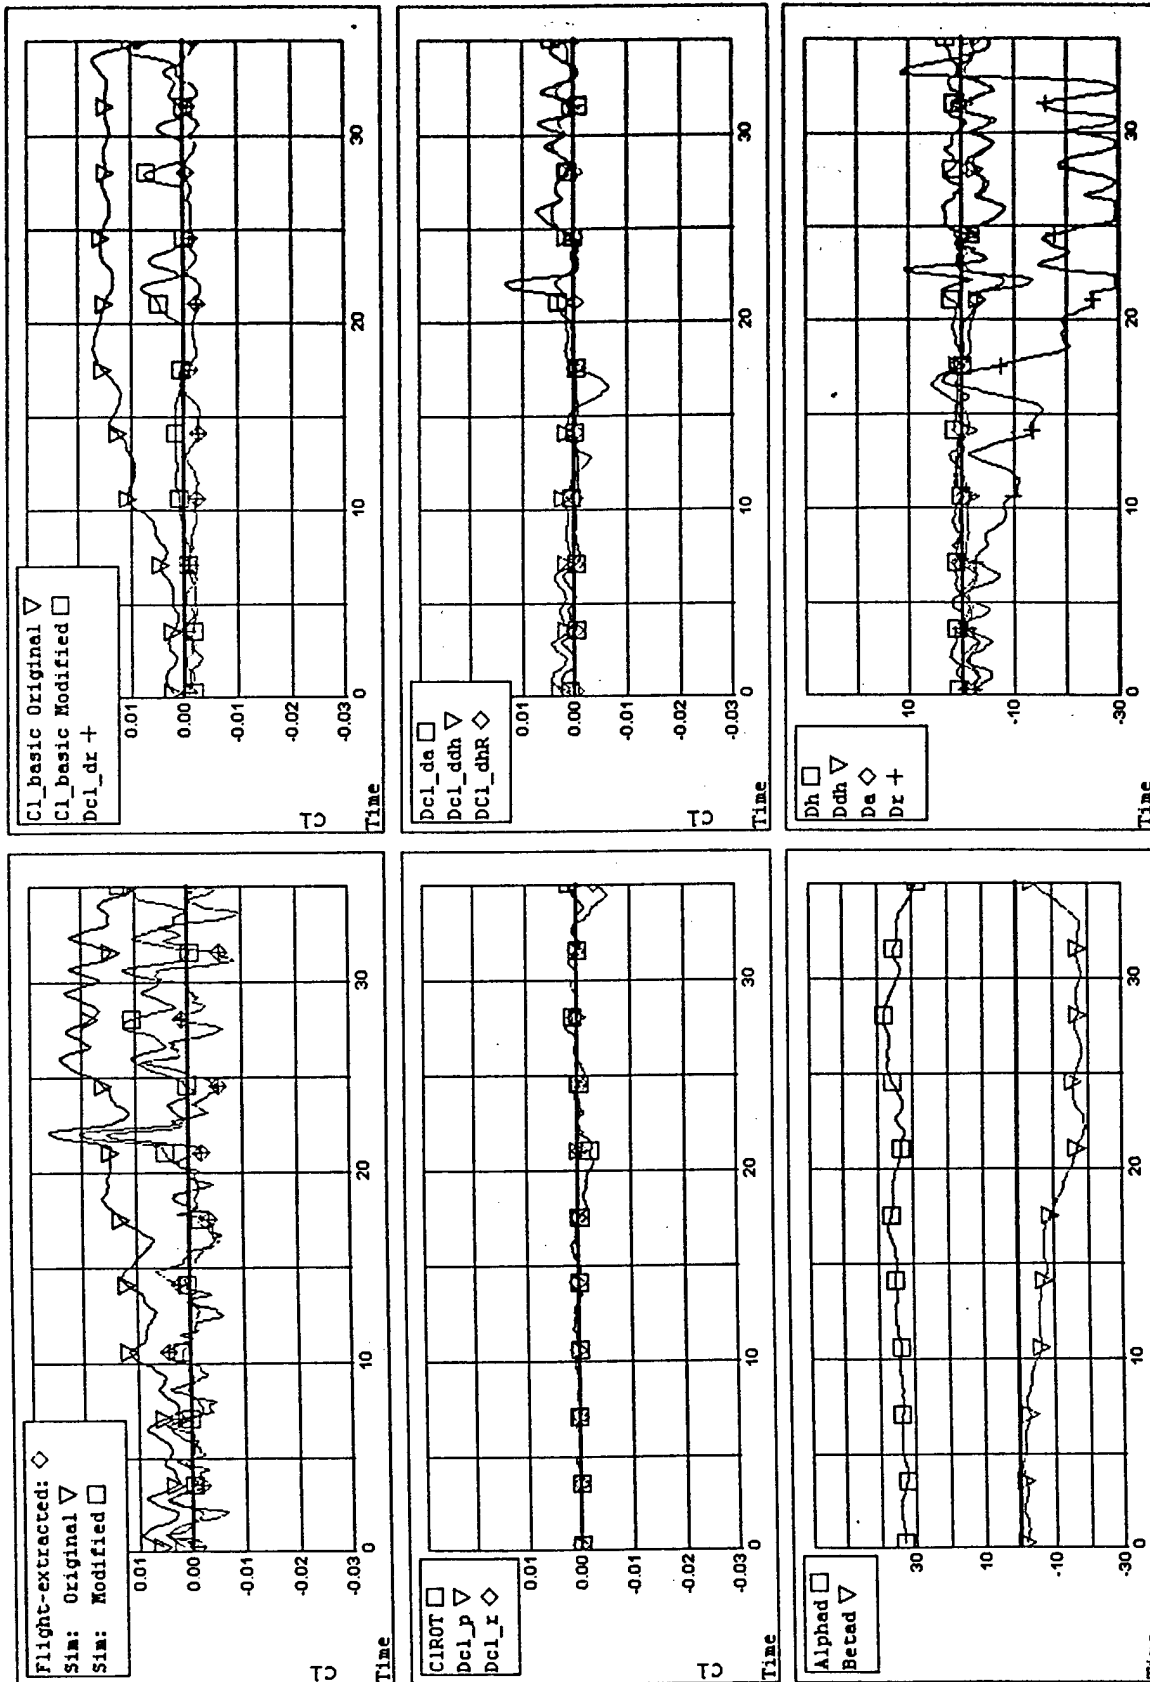 Flight-extracted: ◇
Sim: Original ▽
Sim: Modified □
0.01
0.00
-0.01
-0.02
-0.03
0
10
20
30
Cl
Time
Cl_basic Original ▽
Cl_basic Modified □
Dcl_dr +
0.01
0.00
-0.01
-0.02
-0.03
0
10
20
30
Cl
Time
ClROT □
Dcl_p ▽
Dcl_r ◇
0.01
0.00
-0.01
-0.02
-0.03
0
10
20
30
Cl
Time
Dcl_da □
Dcl_ddh ▽
DCl_dhR ◇
0.01
0.00
-0.01
-0.02
-0.03
0
10
20
30
Cl
Time
Alphad □
Betad ▽
30
10
-10
-30
0
10
20
30
Time
Dh □
Ddh ▽
Da ◇
Dr +
10
-10
-30
0
10
20
30
Time